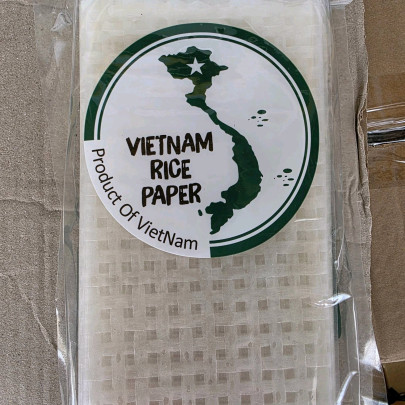 VIETNAM
RICE
PAPER
Product Of VietNam